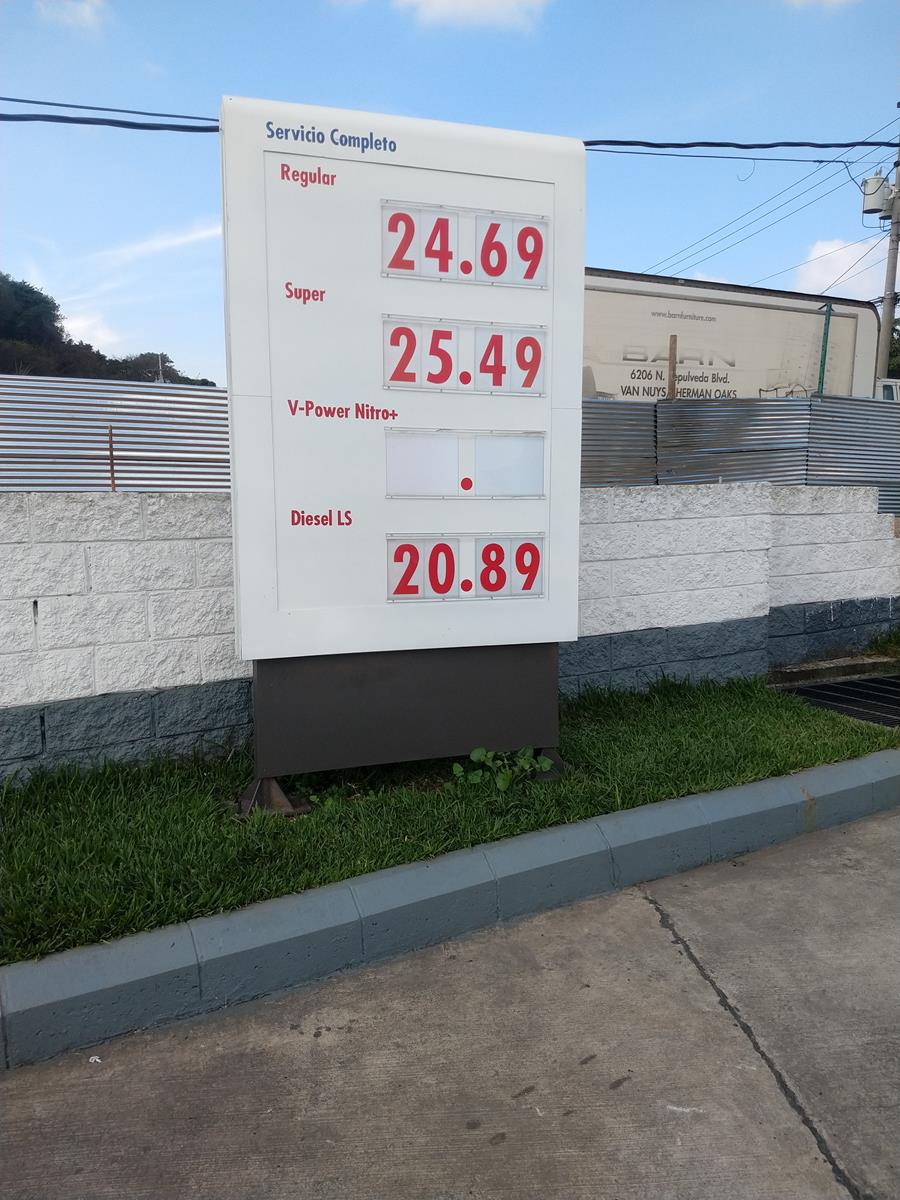 Servicio Completo
Regular
24.69
Super
25.49
V-Power Nitro+
.
Diesel LS
20.89
www.barnfurniture.com
BARN
6206 N. Sepulveda Blvd.
VAN NUYS HERMAN OAKS